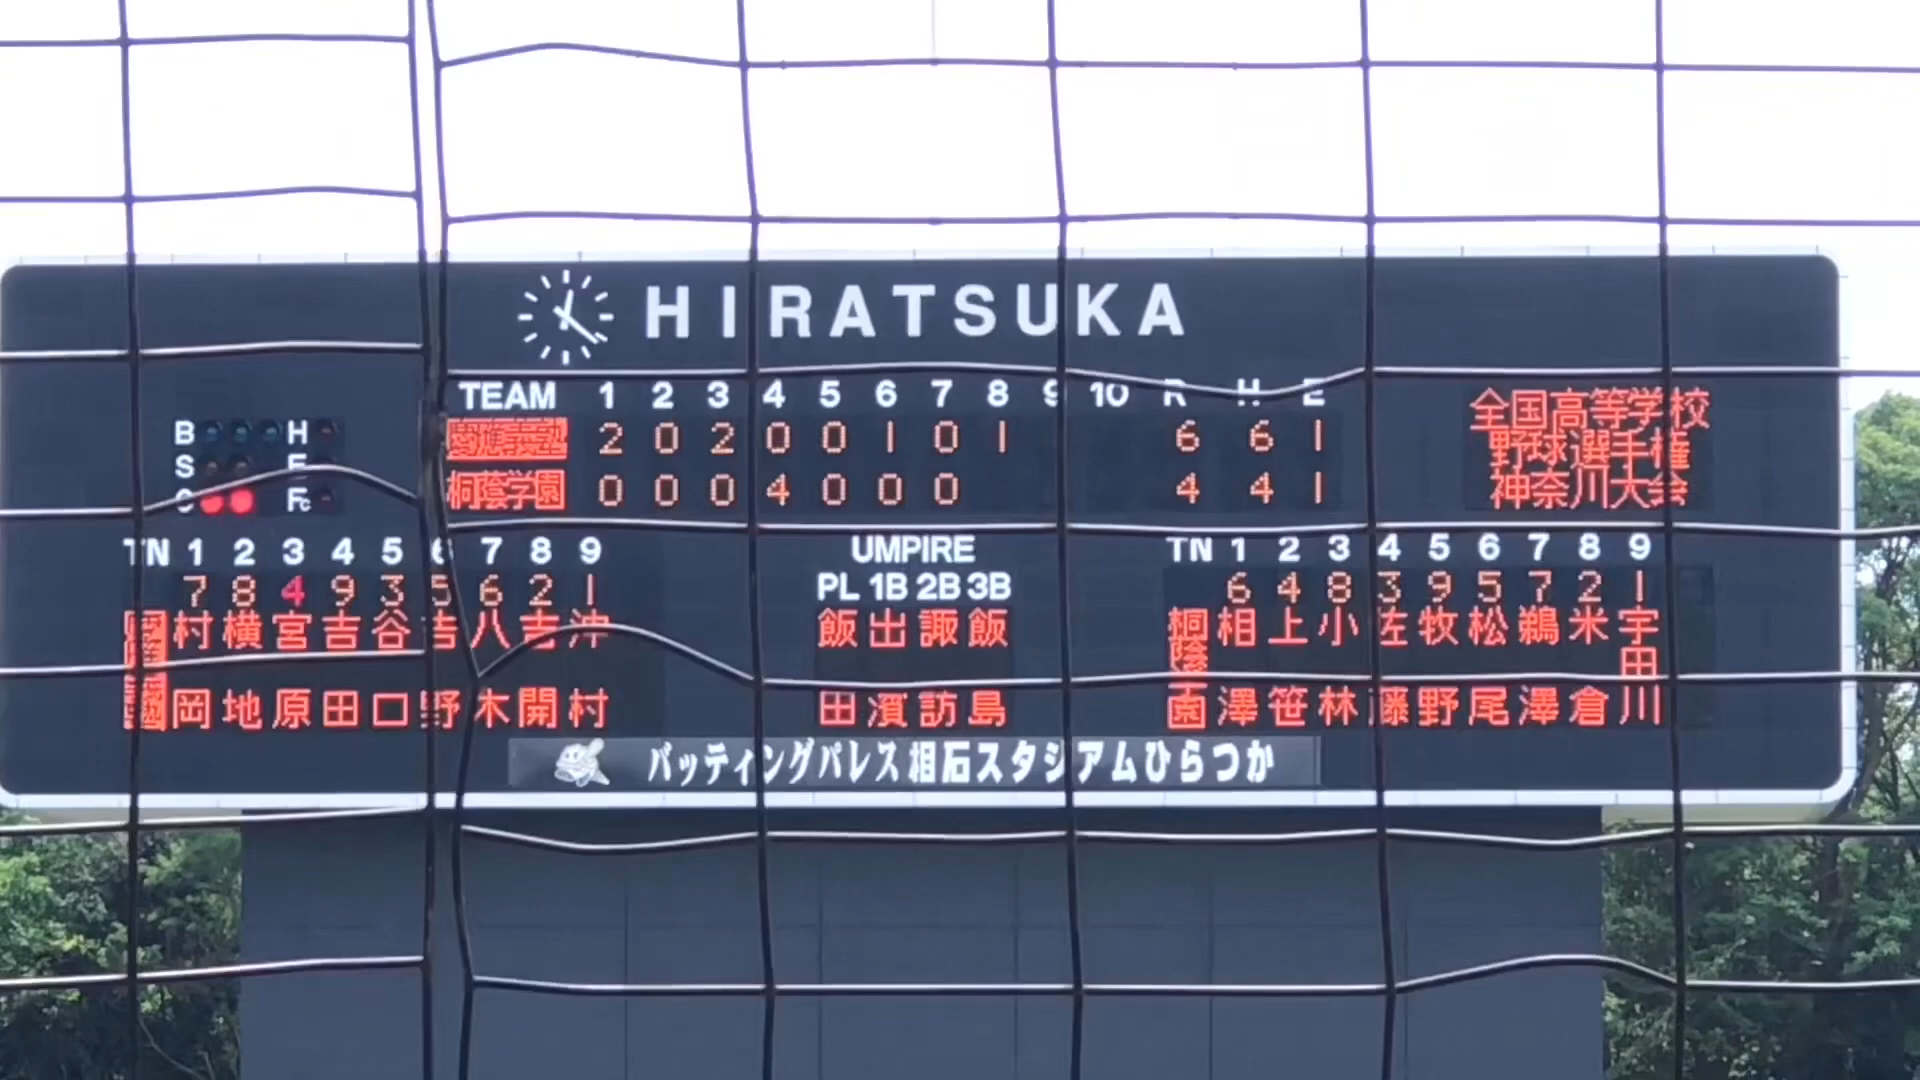 HIRATSUKA
TEAM 1 2 3 4 5 6 7 8 9 10 R H E
2 0 2 0 0 1 0 1 6 6 1
桐蔭学園 0 0 0 4 0 0 0 4 4 1
全国高等学校
野球選手権
神奈川大会
B H
S E
O Fc
TN 1 2 3 4 5 6 7 8 9
7 8 4 9 3 5 6 2 1
村岡 横地 宮原 吉田 谷口 吉野 八木 吉開 沖村
UMPIRE
PL 1B 2B 3B
飯田 出濱 諏訪 飯島
TN 1 2 3 4 5 6 7 8 9
6 4 8 3 9 5 7 2 1
桐陰園 相澤 上笹 小林 佐藤 牧野 松尾 鵜澤 米倉 宇田川
バッティングパレス相石スタジアムひらつか